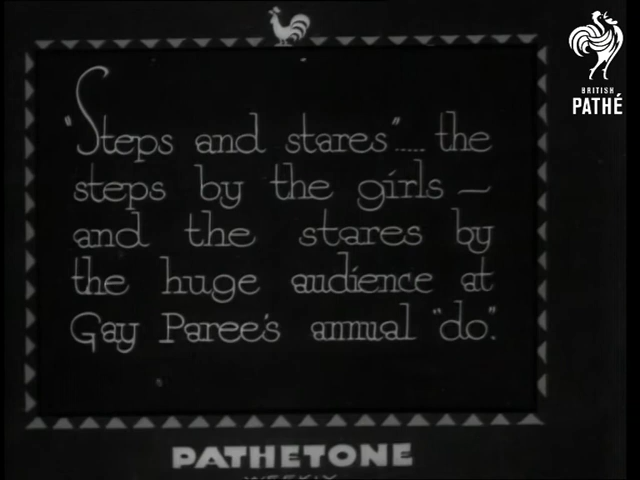 BRITISH
PATHÉ
"Steps and stares"..... the
steps by the girls —
and the stares by
the huge audience at
Gay Paree's annual "do".
PATHETONE